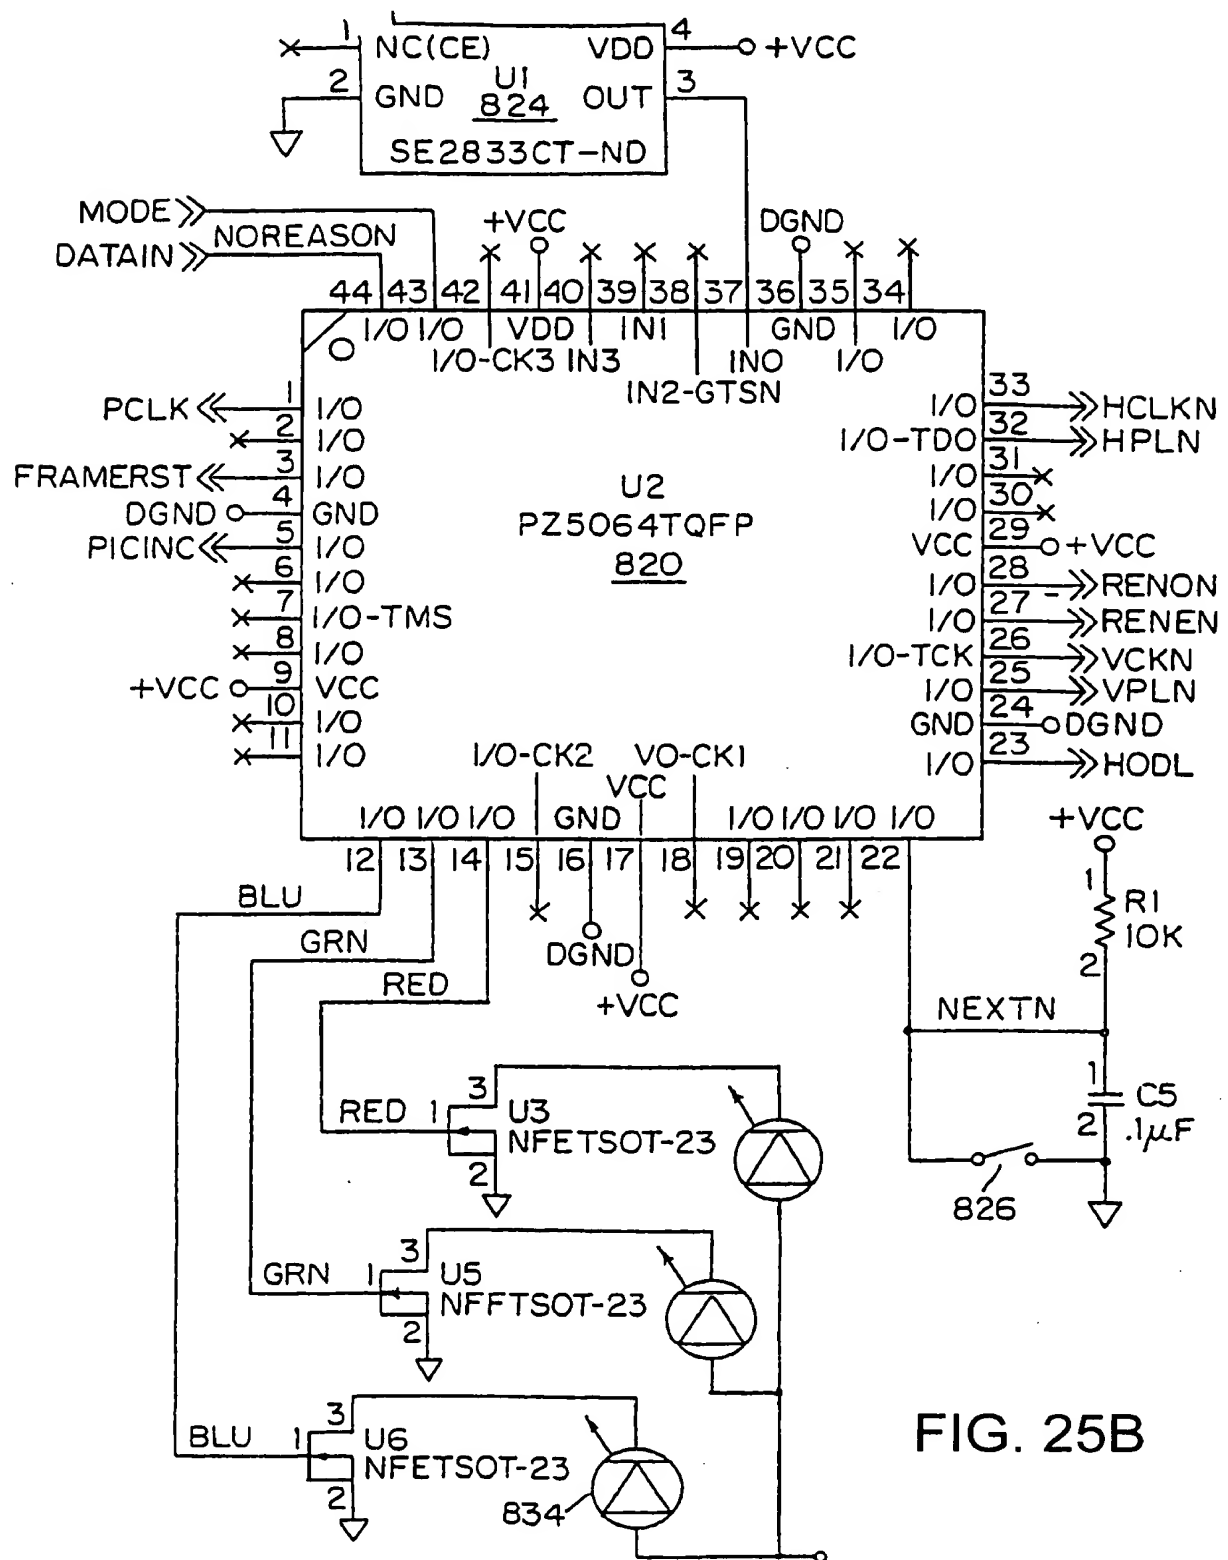 1 NC(CE) VDD 4 +VCC
U1
2 GND 824 OUT 3
SE2833CT-ND
MODE
NOREASON
DATAIN
+VCC
DGND
44 43 42 41 40 39 38 37 36 35 34
I/O I/O VDD IN1 GND I/O
I/O-CK3 IN3 IN0 I/O
IN2-GTSN
PCLK 1 I/O
2 I/O
FRAMERST 3 I/O
DGND 4 GND
PICINC 5 I/O
6 I/O
7 I/O-TMS
8 I/O
+VCC 9 VCC
10 I/O
11 I/O
U2
PZ5064TQFP
820
I/O 33 HCLKN
I/O-TDO 32 HPLN
I/O 31
I/O 30
VCC 29 +VCC
I/O 28 RENON
I/O 27 RENEN
I/O-TCK 26 VCKN
I/O 25 VPLN
GND 24 DGND
I/O 23 HODL
I/O-CK2 VO-CK1
VCC
I/O I/O I/O GND I/O I/O I/O I/O
12 13 14 15 16 17 18 19 20 21 22
BLU
GRN
RED
DGND
+VCC
+VCC
1
R1
10K
2
NEXTN
1
C5
2
.1µF
826
3
RED 1 U3
NFETSOT-23
2
3
GRN 1 U5
NFFTSOT-23
2
3
BLU 1 U6
NFETSOT-23
2
834
FIG. 25B